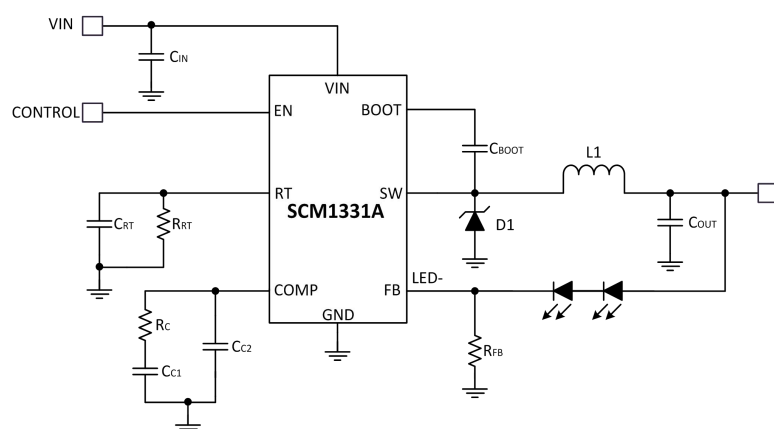 VIN
CIN
VIN
CONTROL
EN
BOOT
CBOOT
L1
RT
SW
SCM1331A
CRT
RRT
D1
COUT
COMP
FB
LED-
GND
RC
CC2
CC1
RFB